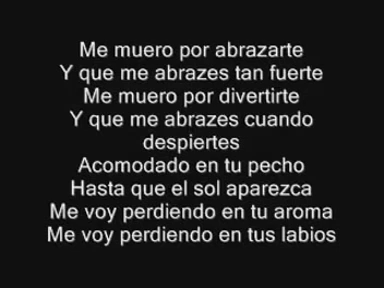 Me muero por abrazarte
Y que me abrazes tan fuerte
Me muero por divertirte
Y que me abrazes cuando
despiertes
Acomodado en tu pecho
Hasta que el sol aparezca
Me voy perdiendo en tu aroma
Me voy perdiendo en tus labios